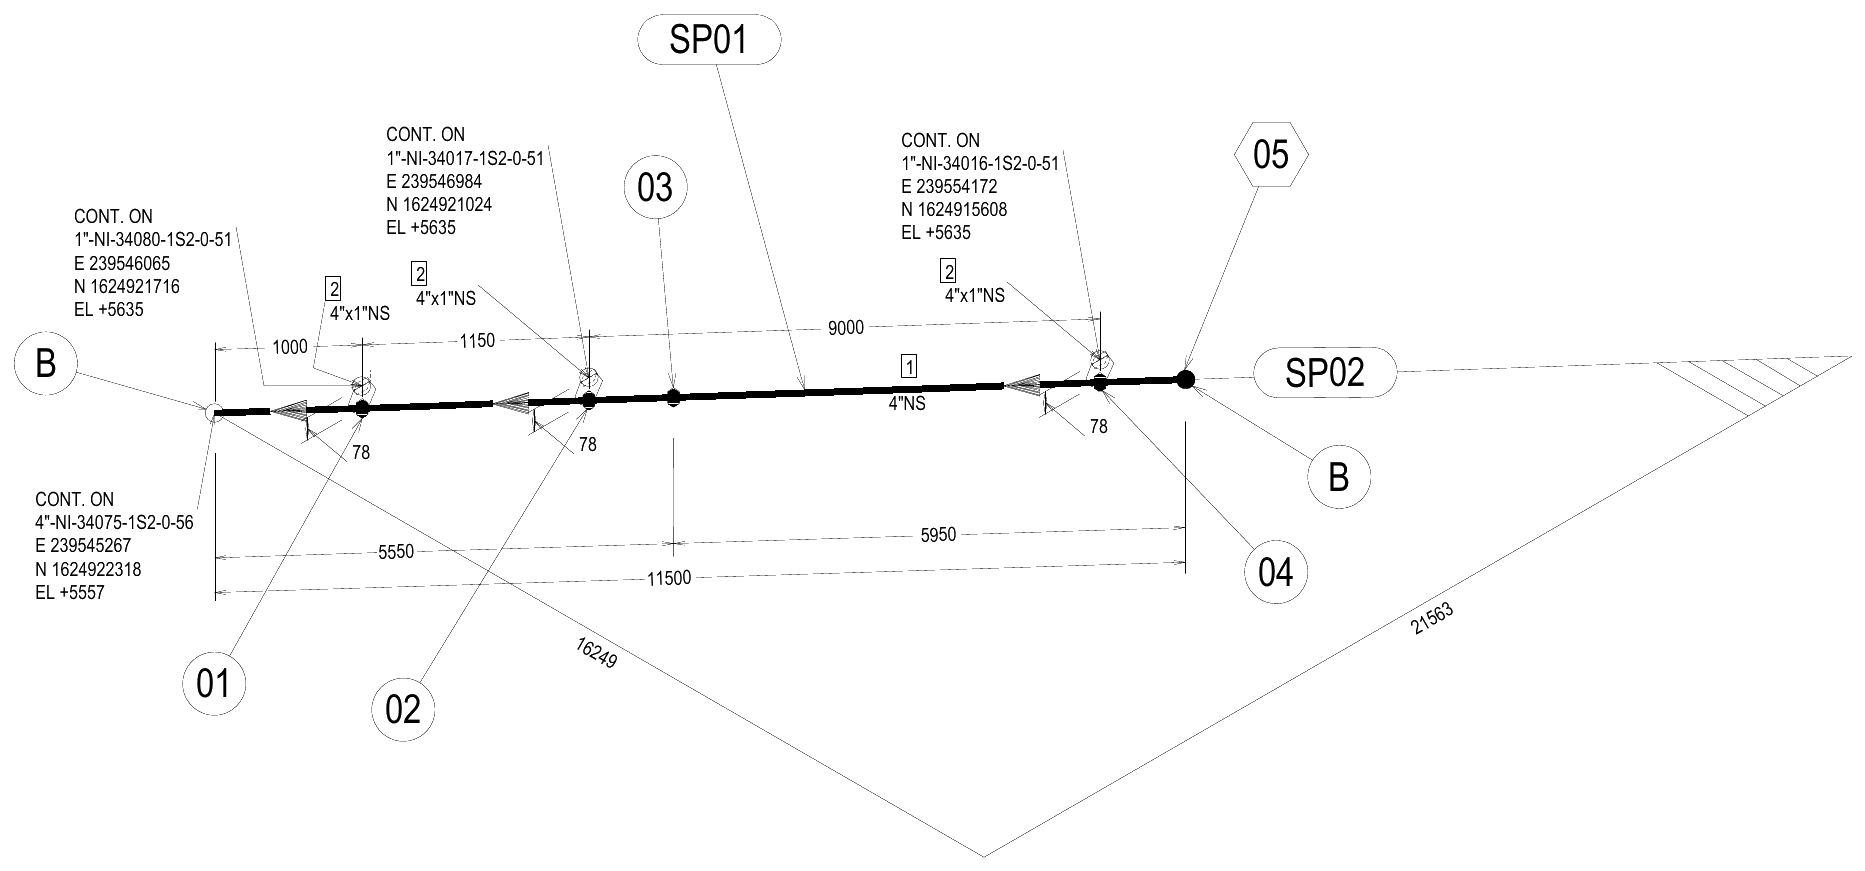 SP01
CONT. ON
1"-NI-34017-1S2-0-51
E 239546984
N 1624921024
EL +5635
03
CONT. ON
1"-NI-34016-1S2-0-51
E 239554172
N 1624915608
EL +5635
05
CONT. ON
1"-NI-34080-1S2-0-51
E 239546065
N 1624921716
EL +5635
2
4"x1"NS
2
4"x1"NS
2
4"x1"NS
1000
1150
9000
B
1
4"NS
SP02
78
78
78
B
CONT. ON
4"-NI-34075-1S2-0-56
E 239545267
N 1624922318
EL +5557
5550
5950
11500
04
01
02
16249
21563